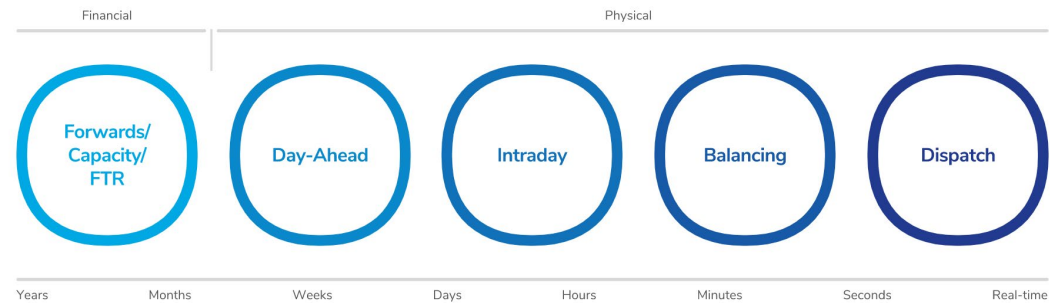 Financial
Physical
Forwards/
Capacity/
FTR
Day-Ahead
Intraday
Balancing
Dispatch
Years
Months
Weeks
Days
Hours
Minutes
Seconds
Real-time